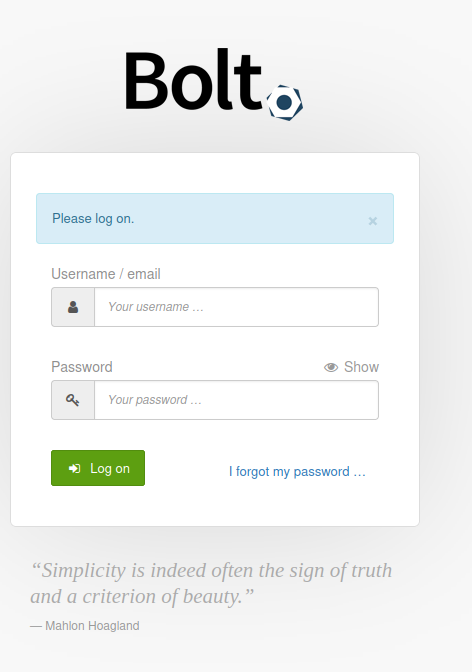 Bolt
Please log on.
×
Username / email
Your username …
Password
Show
Your password …
Log on
I forgot my password …
“Simplicity is indeed often the sign of truth
and a criterion of beauty.”
— Mahlon Hoagland